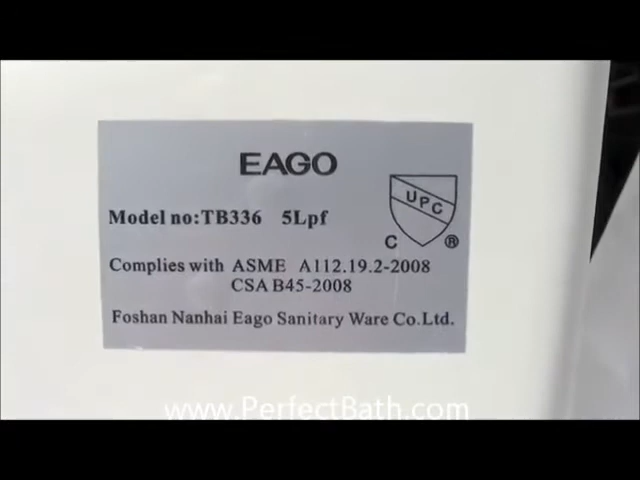 EAGO
UPC
C ®
Model no:TB336 5Lpf
Complies with ASME A112.19.2-2008
CSA B45-2008
Foshan Nanhai Eago Sanitary Ware Co.Ltd.
www.PerfectBath.com